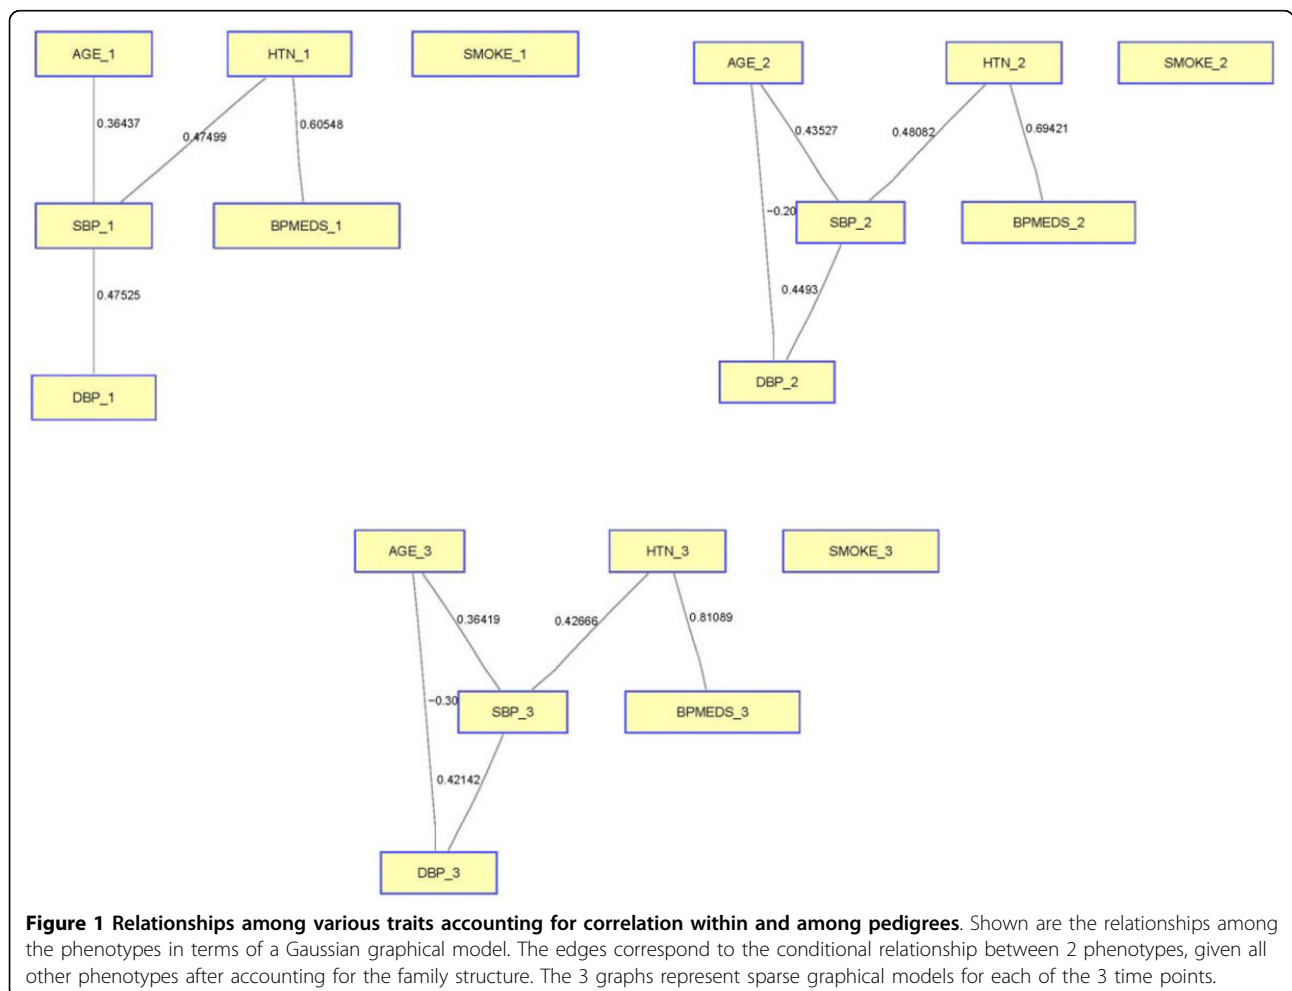 AGE_1
HTN_1
SMOKE_1
0.36437
0.47499
0.60548
SBP_1
BPMEDS_1
0.47525
DBP_1
AGE_2
HTN_2
SMOKE_2
0.43527
0.48082
0.69421
−0.20
SBP_2
BPMEDS_2
0.4493
DBP_2
AGE_3
HTN_3
SMOKE_3
0.36419
0.42666
0.81089
−0.30
SBP_3
BPMEDS_3
0.42142
DBP_3
Figure 1 Relationships among various traits accounting for correlation within and among pedigrees. Shown are the relationships among
the phenotypes in terms of a Gaussian graphical model. The edges correspond to the conditional relationship between 2 phenotypes, given all
other phenotypes after accounting for the family structure. The 3 graphs represent sparse graphical models for each of the 3 time points.